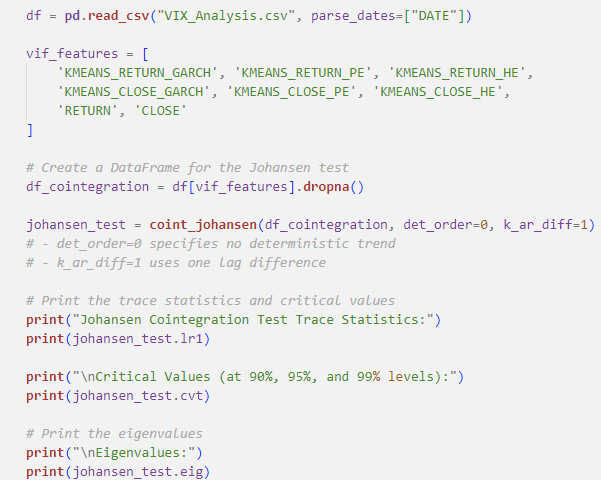 df = pd.read_csv("VIX_Analysis.csv", parse_dates=["DATE"])
vif_features = [
'KMEANS_RETURN_GARCH', 'KMEANS_RETURN_PE', 'KMEANS_RETURN_HE',
'KMEANS_CLOSE_GARCH', 'KMEANS_CLOSE_PE', 'KMEANS_CLOSE_HE',
'RETURN', 'CLOSE'
]
# Create a DataFrame for the Johansen test
df_cointegration = df[vif_features].dropna()
johansen_test = coint_johansen(df_cointegration, det_order=0, k_ar_diff=1)
# - det_order=0 specifies no deterministic trend
# - k_ar_diff=1 uses one lag difference
# Print the trace statistics and critical values
print("Johansen Cointegration Test Trace Statistics:")
print(johansen_test.lr1)
print("\nCritical Values (at 90%, 95%, and 99% levels):")
print(johansen_test.cvt)
# Print the eigenvalues
print("\nEigenvalues:")
print(johansen_test.eig)